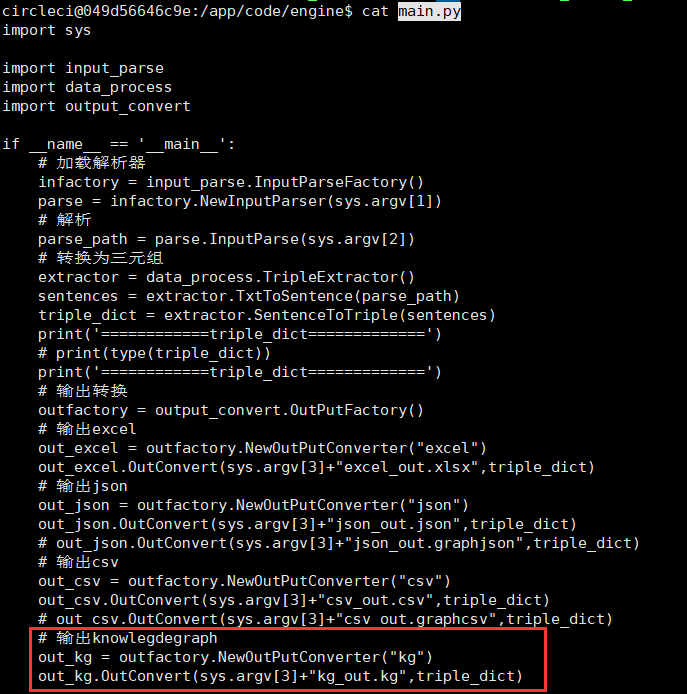 circleci@049d56646c9e:/app/code/engine$ cat main.py
import sys
import input_parse
import data_process
import output_convert
if __name__ == '__main__':
# 加载解析器
infactory = input_parse.InputParseFactory()
parse = infactory.NewInputParser(sys.argv[1])
# 解析
parse_path = parse.InputParse(sys.argv[2])
# 转换为三元组
extractor = data_process.TripleExtractor()
sentences = extractor.TxtToSentence(parse_path)
triple_dict = extractor.SentenceToTriple(sentences)
print('============triple_dict=============')
# print(type(triple_dict))
print('============triple_dict=============')
# 输出转换
outfactory = output_convert.OutPutFactory()
# 输出excel
out_excel = outfactory.NewOutPutConverter("excel")
out_excel.OutConvert(sys.argv[3]+"excel_out.xlsx",triple_dict)
# 输出json
out_json = outfactory.NewOutPutConverter("json")
out_json.OutConvert(sys.argv[3]+"json_out.json",triple_dict)
# out_json.OutConvert(sys.argv[3]+"json_out.graphjson",triple_dict)
# 输出csv
out_csv = outfactory.NewOutPutConverter("csv")
out_csv.OutConvert(sys.argv[3]+"csv_out.csv",triple_dict)
# out_csv.OutConvert(sys.argv[3]+"csv_out.graphcsv",triple_dict)
# 输出knowlegdegraph
out_kg = outfactory.NewOutPutConverter("kg")
out_kg.OutConvert(sys.argv[3]+"kg_out.kg",triple_dict)